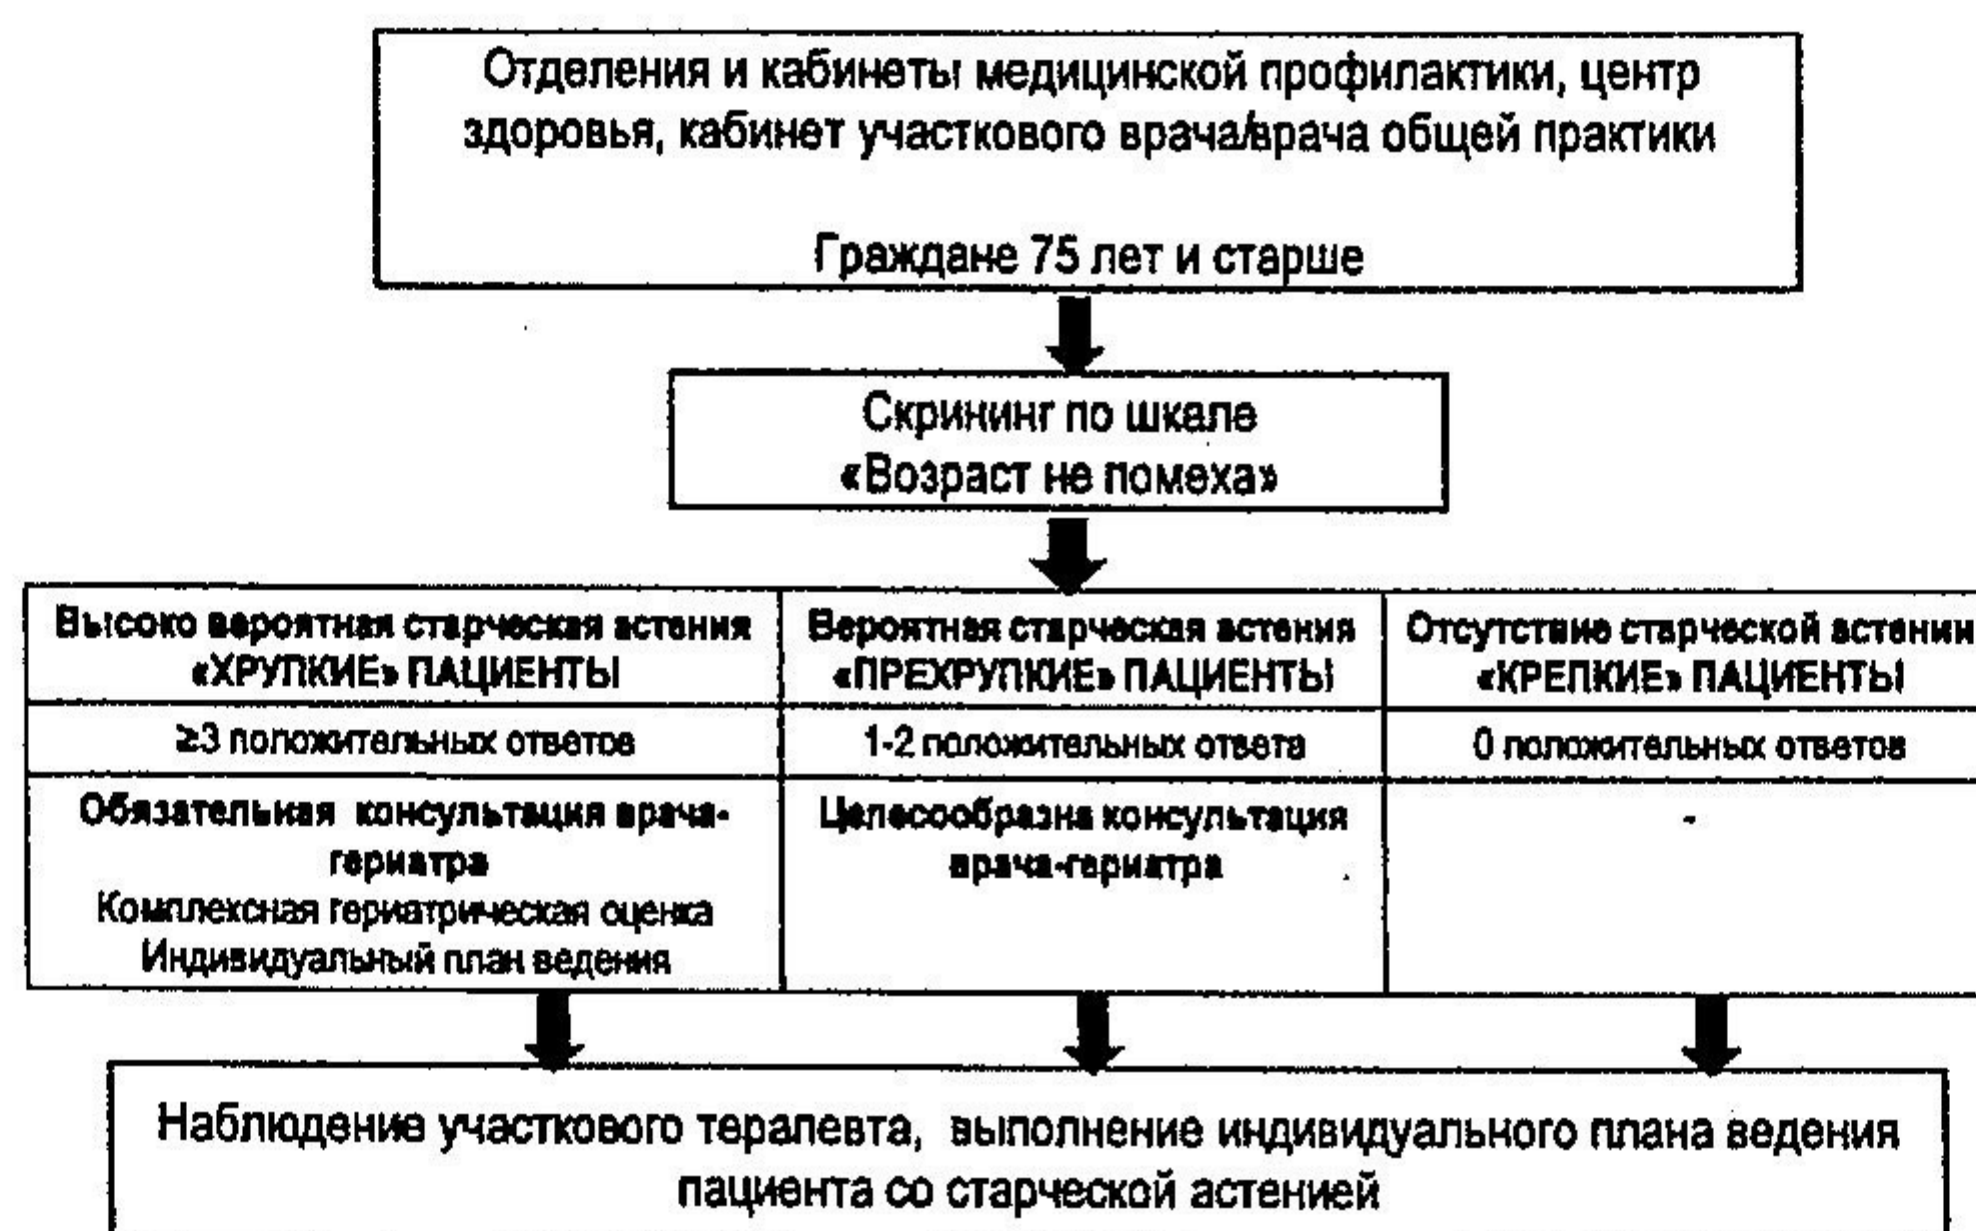 Отделения и кабинеты медицинской профилактики, центр
здоровья, кабинет участкового врача/врача общей практики
Граждане 75 лет и старше
Скрининг по шкале
«Возраст не помеха»
Высоко вероятная старческая астения
«ХРУПКИЕ» ПАЦИЕНТЫ
Вероятная старческая астения
«ПРЕХРУПКИЕ» ПАЦИЕНТЫ
Отсутствие старческой астении
«КРЕПКИЕ» ПАЦИЕНТЫ
≥3 положительных ответов
1-2 положительных ответа
0 положительных ответов
Обязательная консультация врача-
гериатра
Комплексная гериатрическая оценка
Индивидуальный план ведения
Целесообразна консультация
врача-гериатра
-
Наблюдение участкового терапевта, выполнение индивидуального плана ведения
пациента со старческой астенией